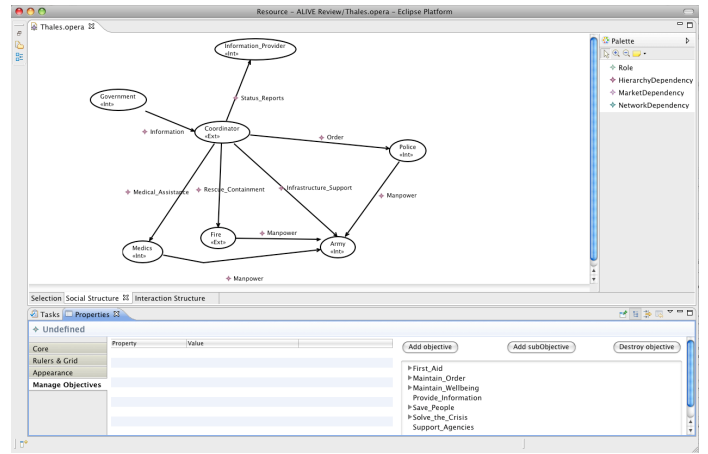 Resource - ALIVE Review/Thales.opera - Eclipse Platform
Thales.opera
Information_Provider
«Int»
Government
«Int»
Status_Reports
Information
Coordinator
«Ext»
Order
Police
«Int»
Medical_Assistance
Rescue_Containment
Infrastructure_Support
Manpower
Medics
«Int»
Fire
«Ext»
Manpower
Army
«Int»
Manpower
Palette
Role
HierarchyDependency
MarketDependency
NetworkDependency
Selection Social Structure Interaction Structure
Tasks Properties
Undefined
Core
Rulers & Grid
Appearance
Manage Objectives
Property Value
Add objective Add subObjective Destroy objective
First_Aid
Maintain_Order
Maintain_Wellbeing
Provide_Information
Save_People
Solve_the_Crisis
Support_Agencies